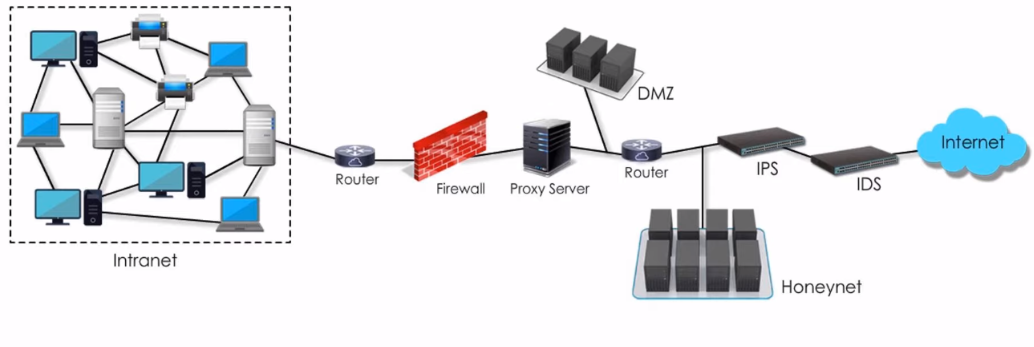 DMZ
Internet
Router
Firewall
Proxy Server
Router
IPS
IDS
Intranet
Honeynet